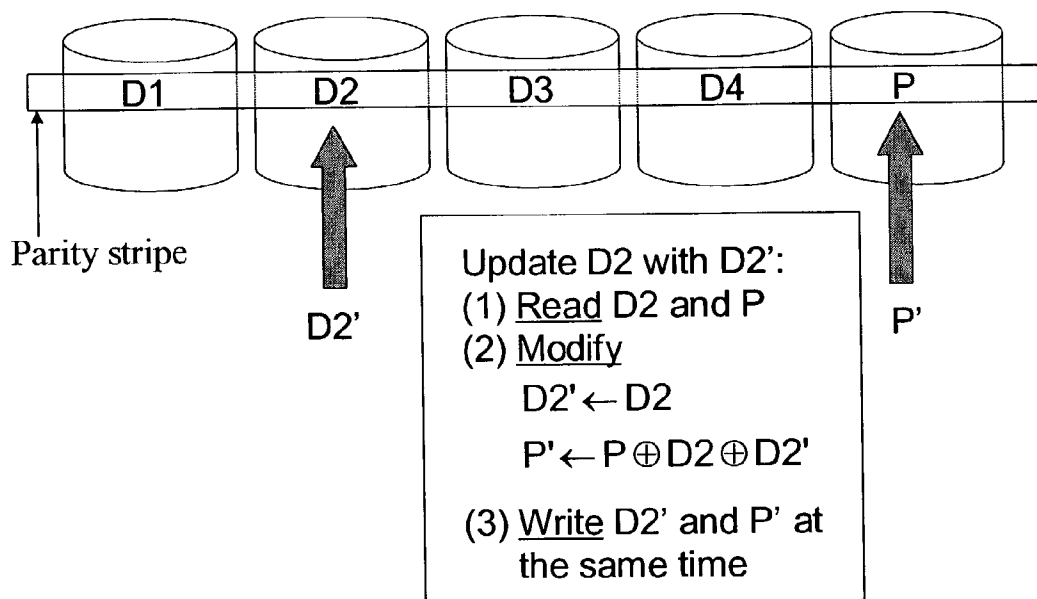 D1 D2 D3 D4 P
Parity stripe
D2’
P’
Update D2 with D2’:
(1) Read D2 and P
(2) Modify
D2' ← D2
P' ← P ⊕ D2 ⊕ D2'
(3) Write D2’ and P’ at
the same time